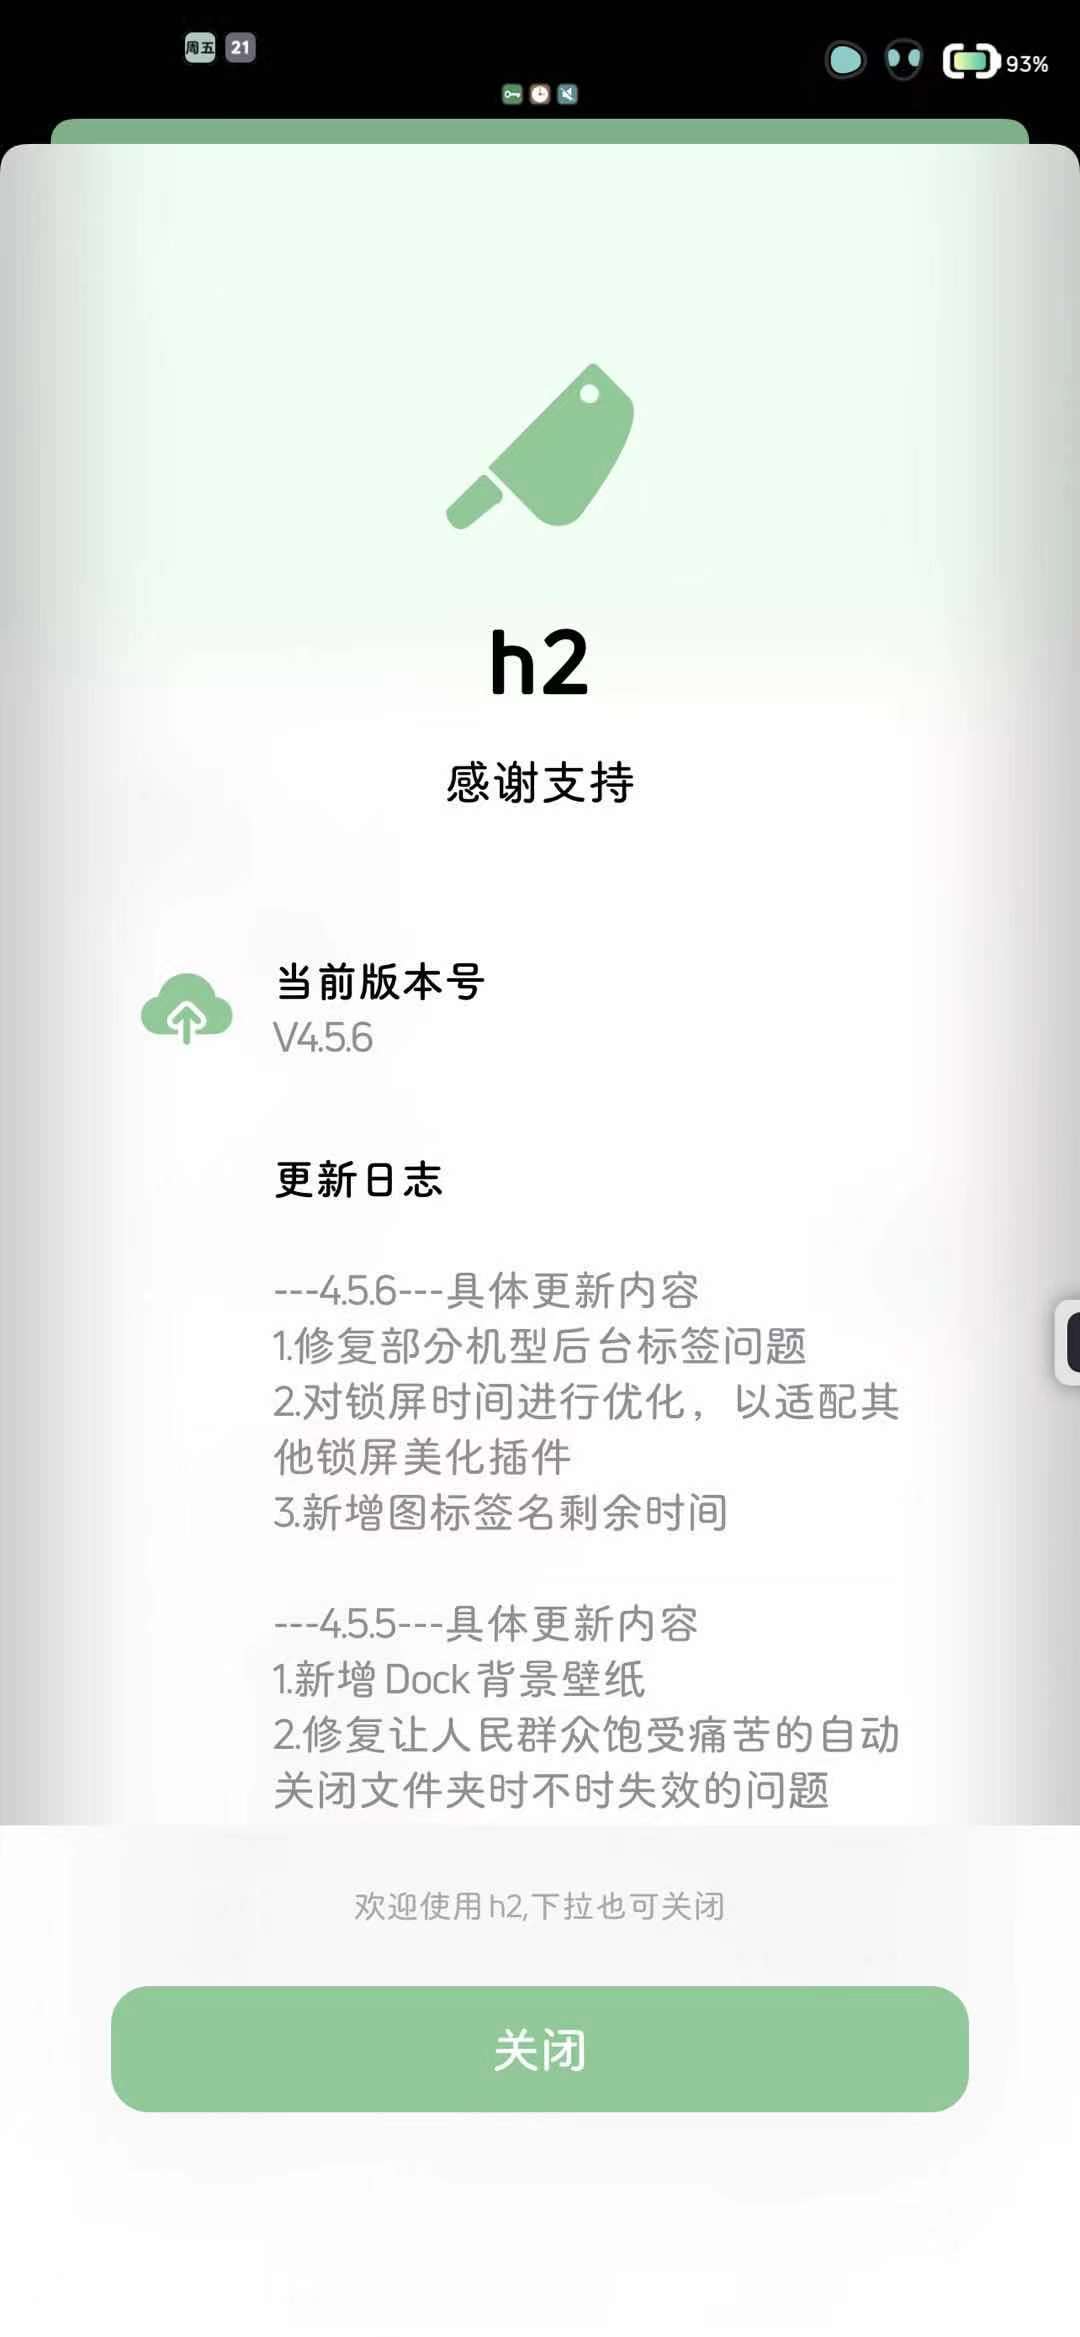 周五 21
93%
h2
感谢支持
当前版本号
V4.5.6
更新日志
---4.5.6---具体更新内容
1.修复部分机型后台标签问题
2.对锁屏时间进行优化，以适配其
他锁屏美化插件
3.新增图标签名剩余时间
---4.5.5---具体更新内容
1.新增Dock背景壁纸
2.修复让人民群众饱受痛苦的自动
关闭文件夹时不时失效的问题
欢迎使用h2,下拉也可关闭
关闭